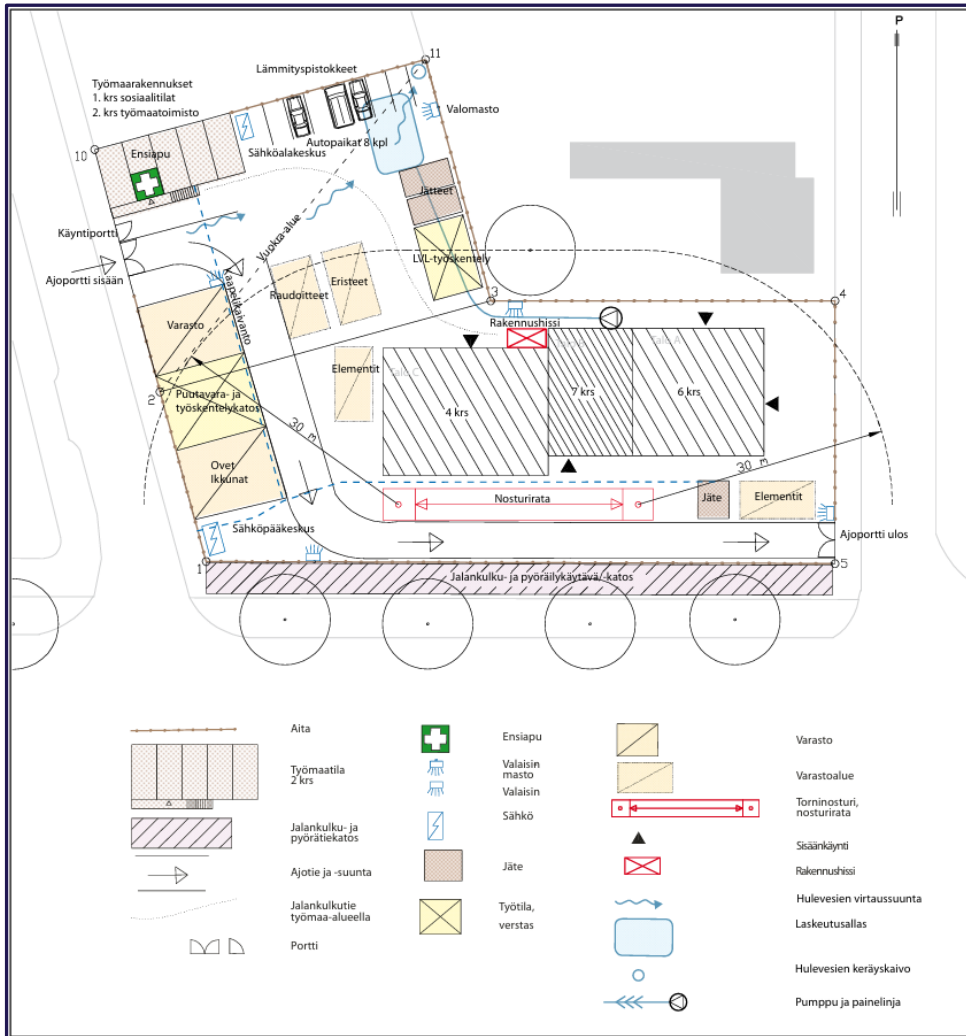 P
11
Lämmityspistokkeet
Työmaarakennukset
1. krs sosiaalitilat
2. krs työmaatoimisto
Valomasto
Autopaikat 8 kpl
Sähköalakeskus
10
Ensiapu
Jätteet
Käyntiportti
Vuokra-alue
LVL-työskentely
Ajoportti sisään
Kaapelikaivanto
Raudoitteet
Eristeet
3
4
Varasto
Rakennushissi
Talo C
Talo B
Talo A
Elementit
2
Puutavara- ja
työskentelykatos
4 krs
7 krs
6 krs
30 m
30 m
Ovet
Ikkunat
Nosturirata
Jäte
Elementit
Sähköpääkeskus
Ajoportti ulos
1
5
Jalankulku- ja pyöräilykäytävä/-katos
Aita
Työmaatila
2 krs
Jalankulku- ja
pyörätiekatos
Ajotie ja -suunta
Jalankulkutie
työmaa-alueella
Portti
Ensiapu
Valaisin
masto
Valaisin
Sähkö
Jäte
Työtila,
verstas
Varasto
Varastoalue
Torninosturi,
nosturirata
Sisäänkäynti
Rakennushissi
Hulevesien virtaussuunta
Laskeutusallas
Hulevesien keräyskaivo
Pumppu ja painelinja